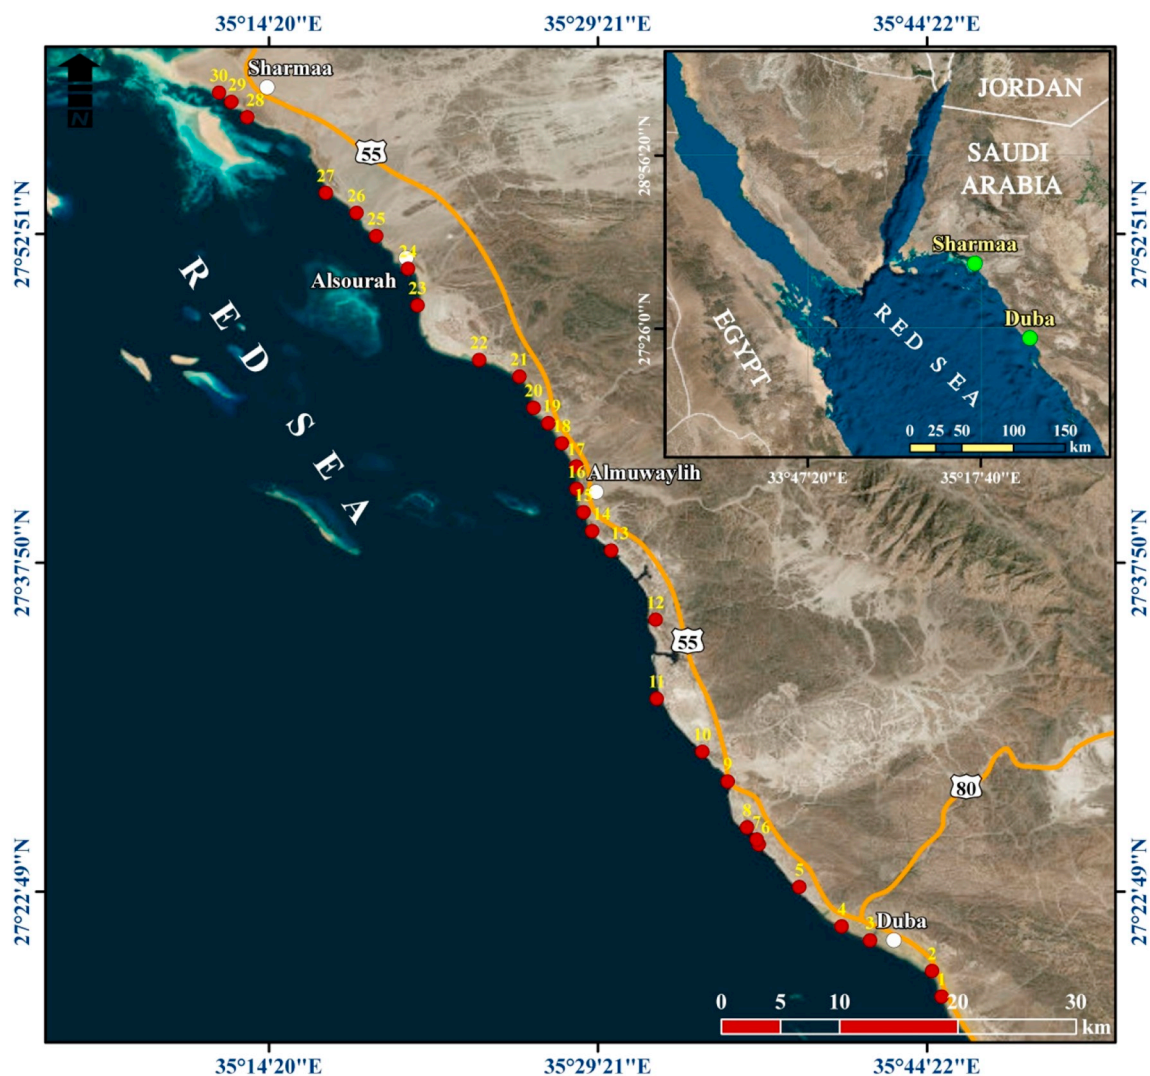 35°14'20"E
35°29'21"E
35°44'22"E
27°52'51"N
27°37'50"N
27°22'49"N
N
Sharmaa
30
29
28
55
27
26
25
24
Alsourah
23
22
21
20
19
18
17
16
Almuwaylih
15
14
13
12
55
11
10
9
80
8
7
6
5
4
Duba
3
2
1
RED SEA
0 5 10 20 30
km
JORDAN
SAUDI
ARABIA
Sharmaa
Duba
EGYPT
RED SEA
0 25 50 100 150
km
28°56'20"N
27°26'0"N
33°47'20"E
35°17'40"E
27°52'51"N
27°37'50"N
27°22'49"N
35°14'20"E
35°29'21"E
35°44'22"E